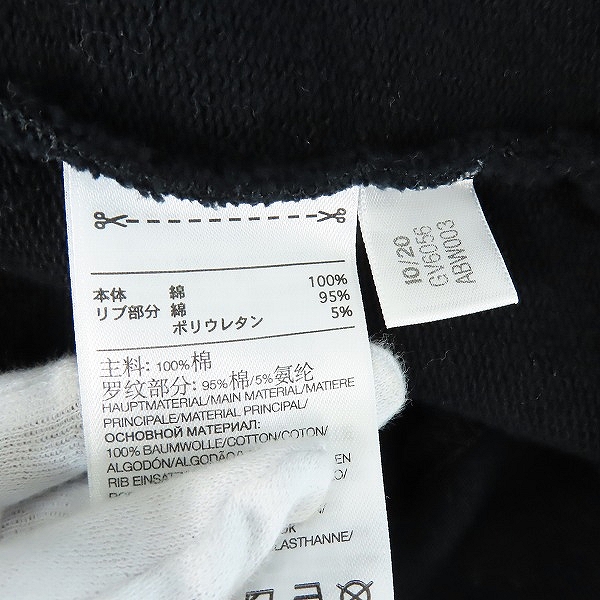 本体 綿 100%
リブ部分 綿 95%
ポリウレタン 5%
主料: 100%棉
罗纹部分: 95%棉/5%氨纶
HAUPTMATERIAL/MAIN MATERIAL/MATIERE
PRINCIPALE/MATERIAL PRINCIPAL/
ОСНОВНОЙ МАТЕРИАЛ:
100% BAUMWOLLE/COTTON/COTON/
ALGODÓN/ALGODÃO/
RIB EINSATZ
LASTHANNE/
10/20
GV6056
ABW003